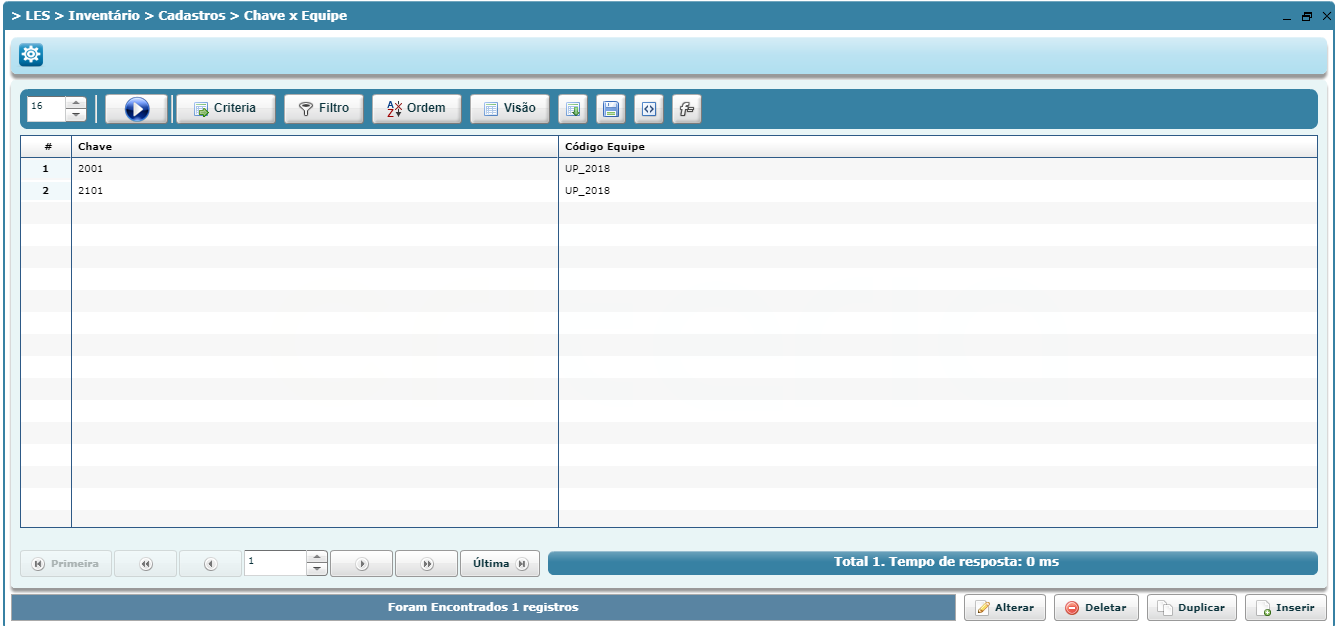 > LES > Inventário > Cadastros > Chave x Equipe
16 Criteria Filtro Ordem Visão
# Chave Código Equipe
1 2001 UP_2018
2 2101 UP_2018
Primeira 1 Última Total 1. Tempo de resposta: 0 ms
Foram Encontrados 1 registros Alterar Deletar Duplicar Inserir